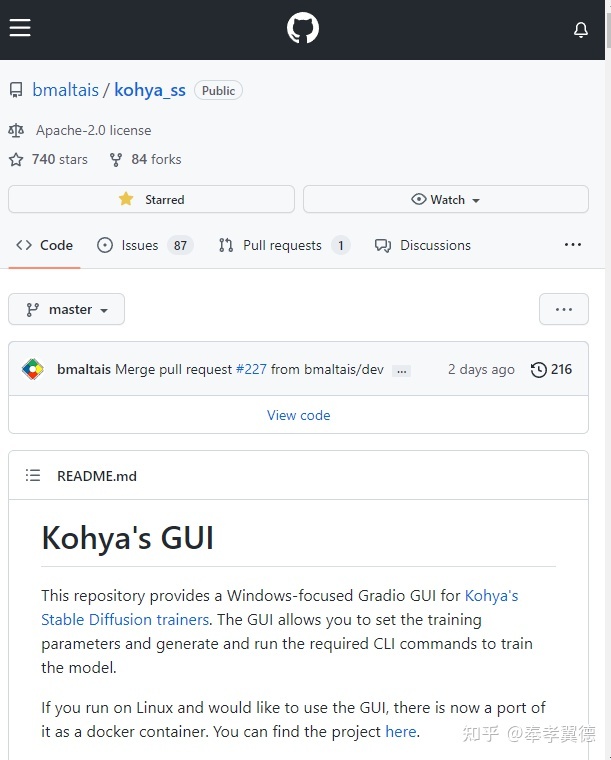 bmaltais / kohya_ss Public
Apache-2.0 license
740 stars 84 forks
Starred Watch
Code Issues 87 Pull requests 1 Discussions ...
master ...
bmaltais Merge pull request #227 from bmaltais/dev ... 2 days ago 216
View code
README.md
Kohya's GUI
This repository provides a Windows-focused Gradio GUI for Kohya's
Stable Diffusion trainers. The GUI allows you to set the training
parameters and generate and run the required CLI commands to train
the model.
If you run on Linux and would like to use the GUI, there is now a port of
it as a docker container. You can find the project here.
知乎 @奉孝翼德